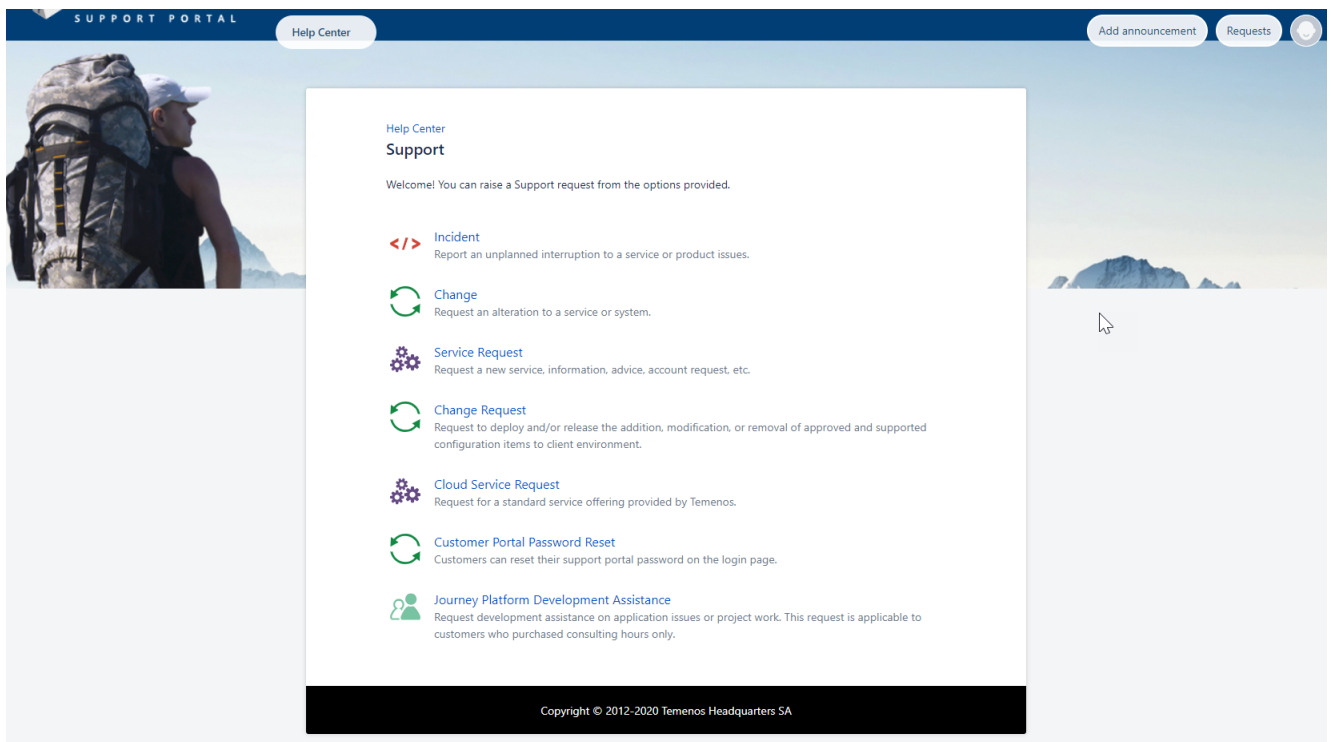 SUPPORT PORTAL
Help Center
Add announcement
Requests
Help Center
Support
Welcome! You can raise a Support request from the options provided.
</>
Incident
Report an unplanned interruption to a service or product issues.
Change
Request an alteration to a service or system.
Service Request
Request a new service, information, advice, account request, etc.
Change Request
Request to deploy and/or release the addition, modification, or removal of approved and supported
configuration items to client environment.
Cloud Service Request
Request for a standard service offering provided by Temenos.
Customer Portal Password Reset
Customers can reset their support portal password on the login page.
Journey Platform Development Assistance
Request development assistance on application issues or project work. This request is applicable to
customers who purchased consulting hours only.
Copyright © 2012-2020 Temenos Headquarters SA